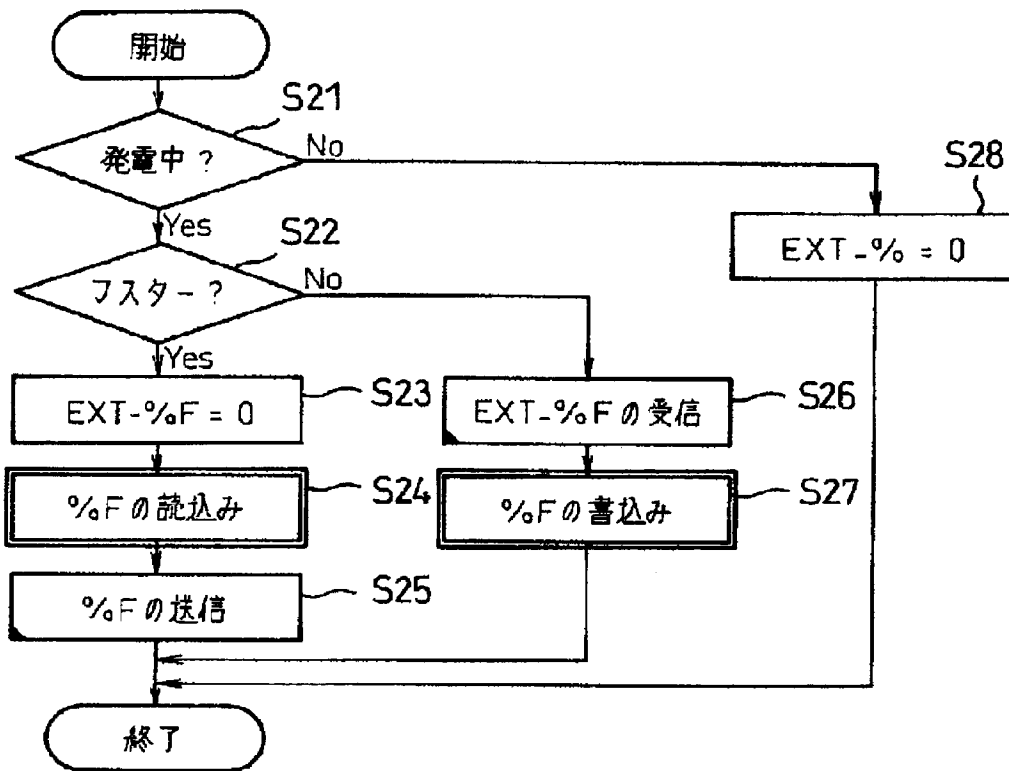 開始
S21
発電中?
No
Yes
S28
EXT-% = 0
S22
フスター?
No
Yes
S23
EXT-%F = 0
S26
EXT-%Fの受信
S24
%Fの読込み
S27
%Fの書込み
S25
%Fの送信
終了